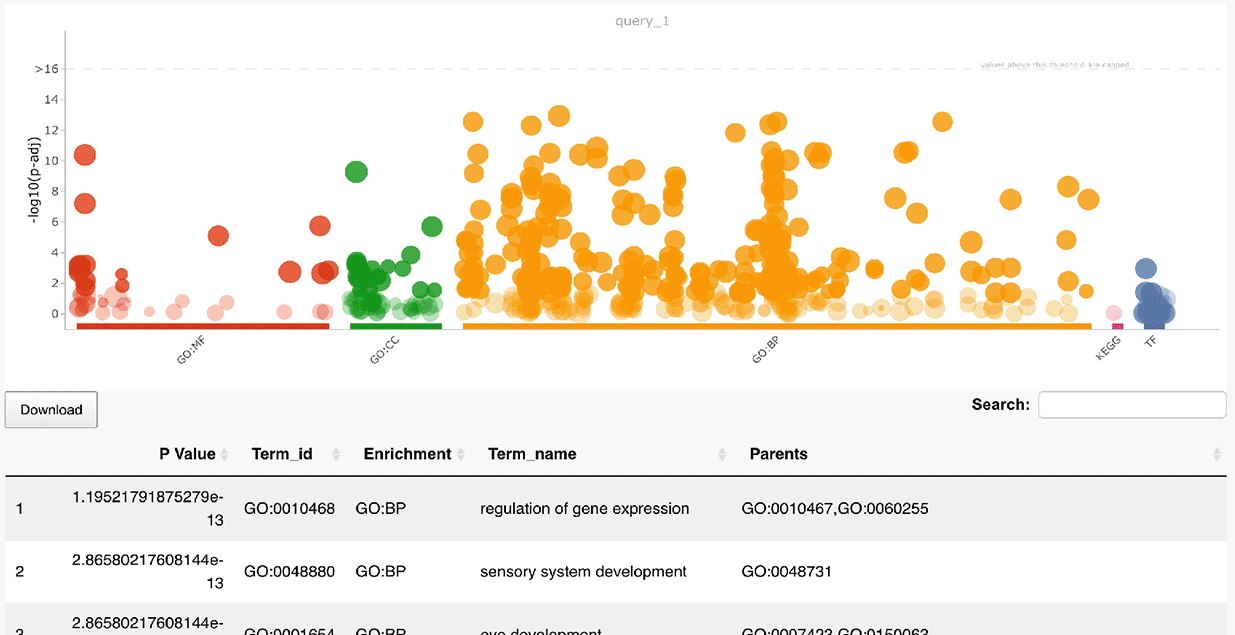 query_1
>16
values above this threshold are capped
14
12
10
8
6
4
2
0
-log10(p-adj)
GO:MF
GO:CC
GO:BP
KEGG
TF
Download
Search:
P Value Term_id Enrichment Term_name Parents
1.19521791875279e-
1 13 GO:0010468 GO:BP regulation of gene expression GO:0010467,GO:0060255
2.86580217608144e-
2 13 GO:0048880 GO:BP sensory system development GO:0048731
2.86580217608144e-
3 GO:0001654 GO:BP eye development GO:0007423,GO:0150063